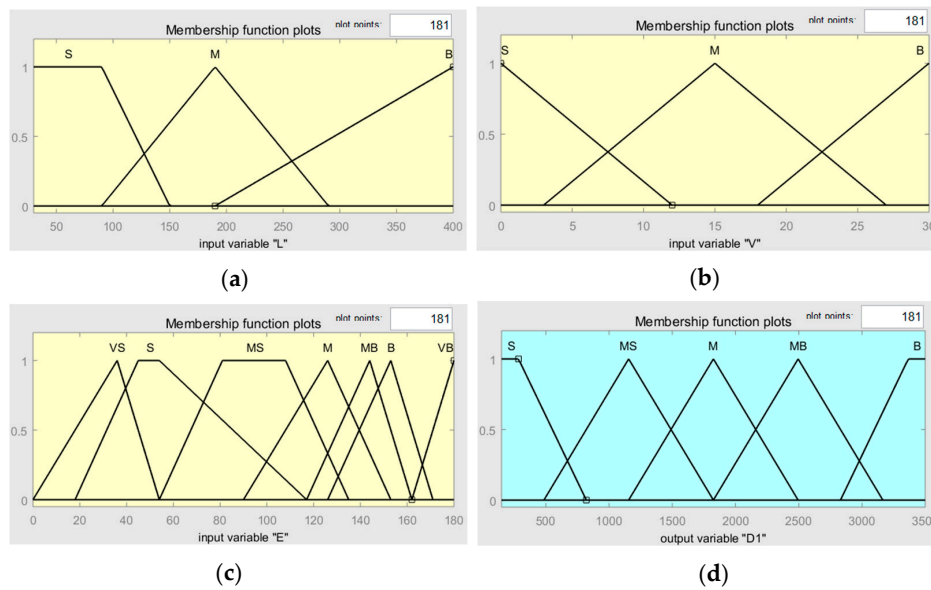 Membership function plots
plot points:
181
S
M
B
1
0.5
0
50
100
150
200
250
300
350
400
input variable "L"
(a)
Membership function plots
plot points:
181
S
M
B
1
0.5
0
0
5
10
15
20
25
30
input variable "V"
(b)
Membership function plots
plot points:
181
VS
S
MS
M
MB
B
VB
1
0.5
0
0
20
40
60
80
100
120
140
160
180
input variable "E"
(c)
Membership function plots
plot points:
181
S
MS
M
MB
B
1
0.5
0
500
1000
1500
2000
2500
3000
3500
output variable "D1"
(d)